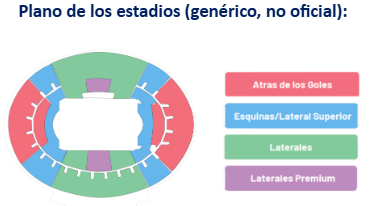 Plano de los estadios (genérico, no oficial):
Atras de los Goles
Esquinas/Lateral Superior
Laterales
Laterales Premium